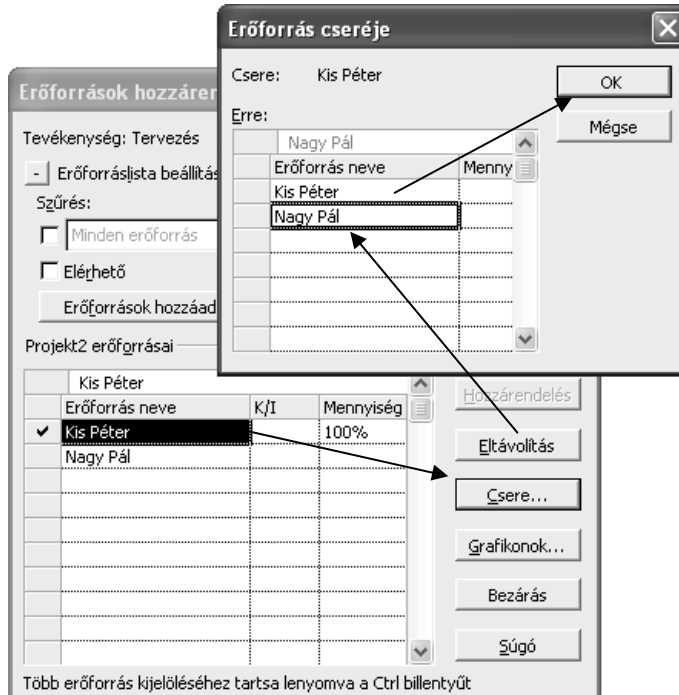 Erőforrás cseréje
Csere: Kis Péter
OK
Mégse
Erre:
Nagy Pál
Erőforrás neve Menny
Kis Péter
Nagy Pál
Erőforrások hozzáren
Tevékenység: Tervezés
- Erőforráslista beállítás
Szűrés:
Minden erőforrás
Elérhető
Erőforrások hozzáad
Projekt2 erőforrásai
Kis Péter
Erőforrás neve K/I Mennyiség
Kis Péter 100%
Nagy Pál
Hozzárendelés
Eltávolítás
Csere...
Grafikonok...
Bezárás
Súgó
Több erőforrás kijelöléséhez tartsa lenyomva a Ctrl billentyűt